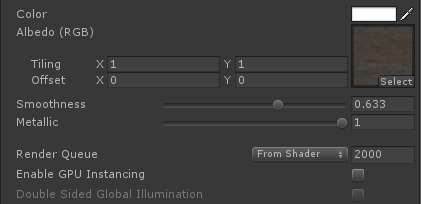 Color
Albedo (RGB)
Tiling X 1 Y 1
Offset X 0 Y 0
Select
Smoothness 0.633
Metallic 1
Render Queue From Shader 2000
Enable GPU Instancing
Double Sided Global Illumination